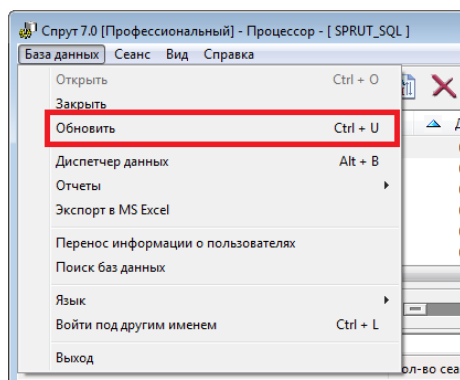 Спрут 7.0 [Профессиональный] - Процессор - [ SPRUT_SQL ]
База данных Сеанс Вид Справка
Открыть Ctrl + O
Закрыть
Обновить Ctrl + U
Диспетчер данных Alt + B
Отчеты
Экспорт в MS Excel
Перенос информации о пользователях
Поиск баз данных
Язык
Войти под другим именем Ctrl + L
Выход